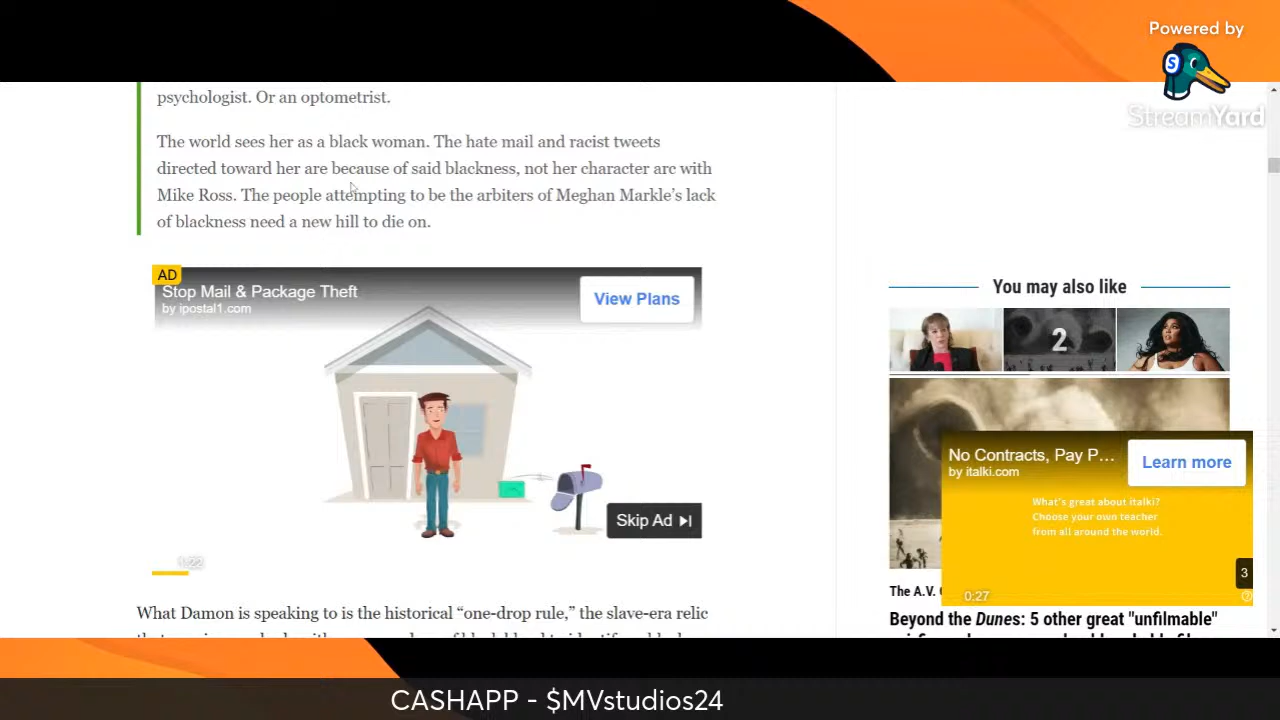 Powered by
StreamYard
psychologist. Or an optometrist.
The world sees her as a black woman. The hate mail and racist tweets
directed toward her are because of said blackness, not her character arc with
Mike Ross. The people attempting to be the arbiters of Meghan Markle’s lack
of blackness need a new hill to die on.
AD
Stop Mail & Package Theft
by ipostal1.com
View Plans
Skip Ad
1:22
What Damon is speaking to is the historical “one-drop rule,” the slave-era relic
You may also like
2
No Contracts, Pay P...
by italki.com
Learn more
What's great about italki?
Choose your own teacher
from all around the world.
3
0:27
The A.V.
Beyond the Dunes: 5 other great "unfilmable"
CASHAPP - $MVstudios24